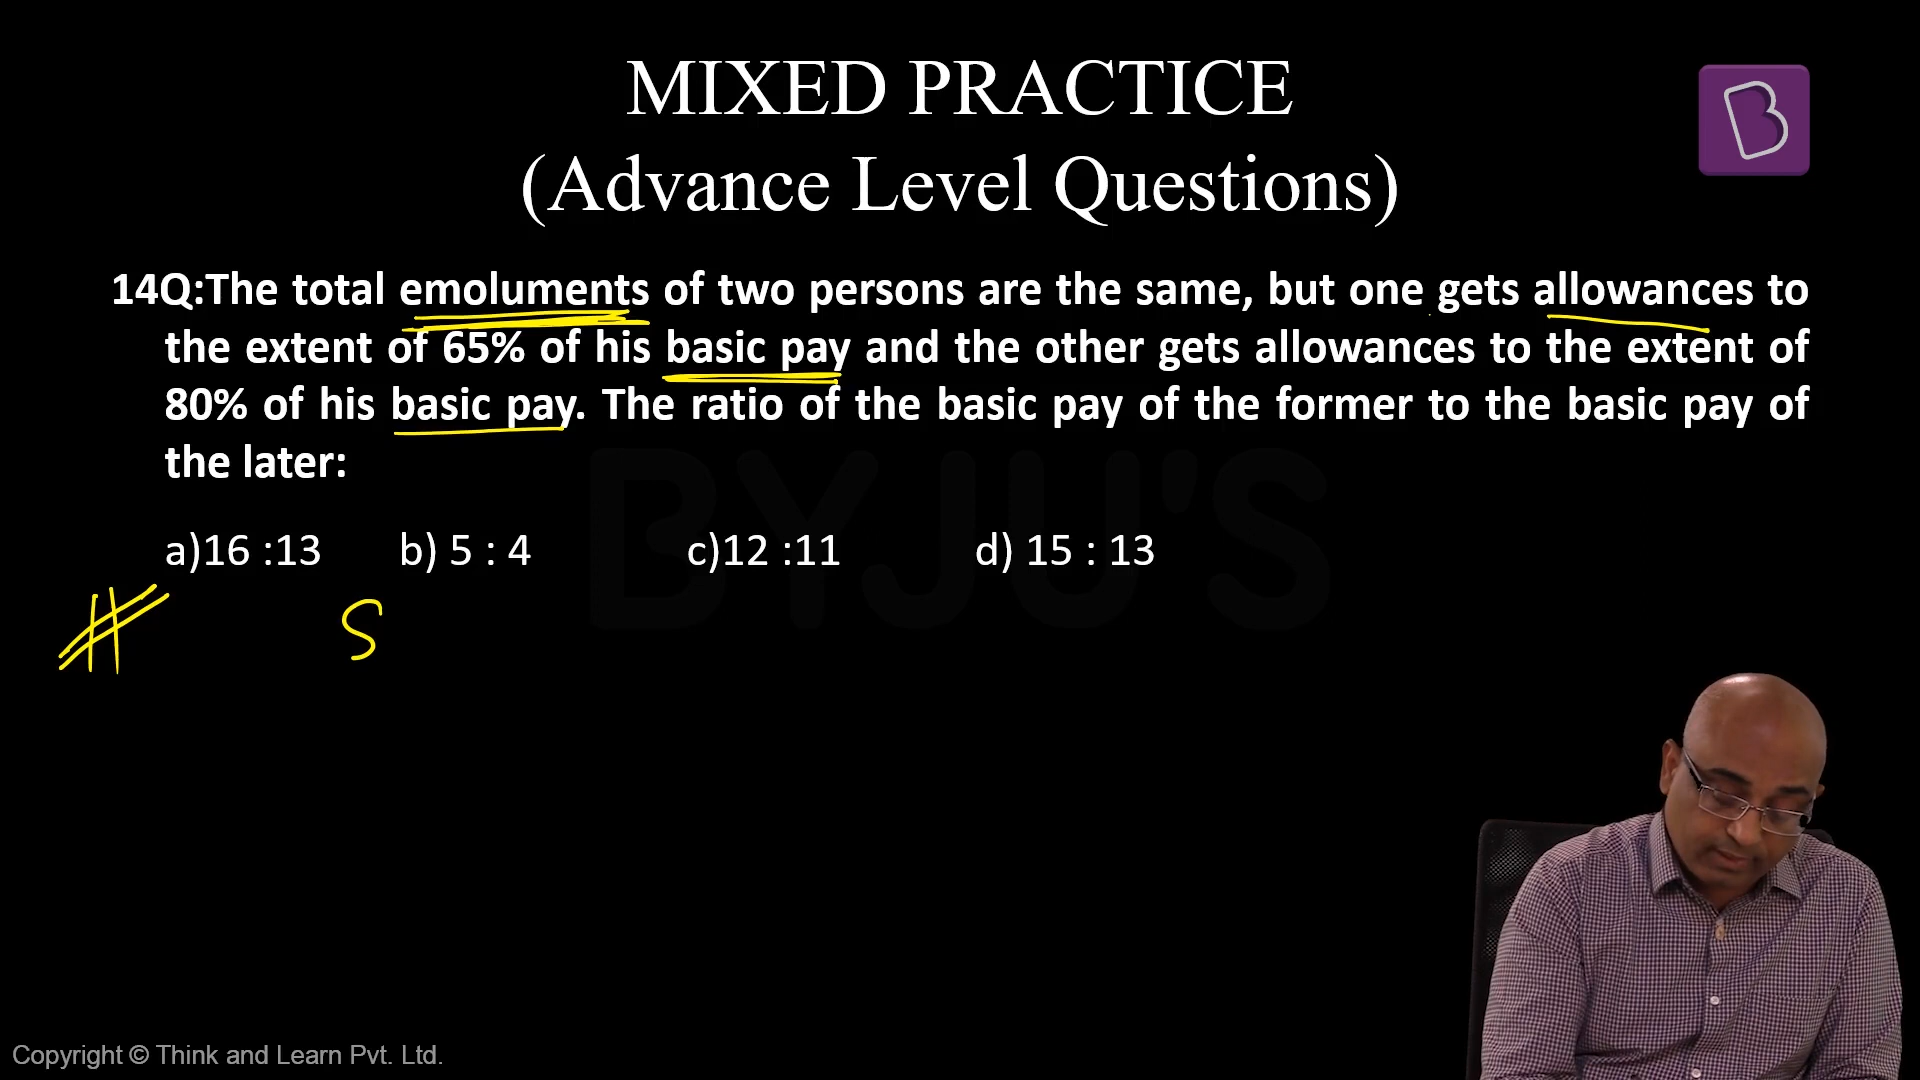 MIXED PRACTICE
(Advance Level Questions)
B
14Q:The total emoluments of two persons are the same, but one gets allowances to
the extent of 65% of his basic pay and the other gets allowances to the extent of
80% of his basic pay. The ratio of the basic pay of the former to the basic pay of
the later:
BYJU'S
a)16 :13 b) 5 : 4 c)12 :11 d) 15 : 13
# S
Copyright © Think and Learn Pvt. Ltd.